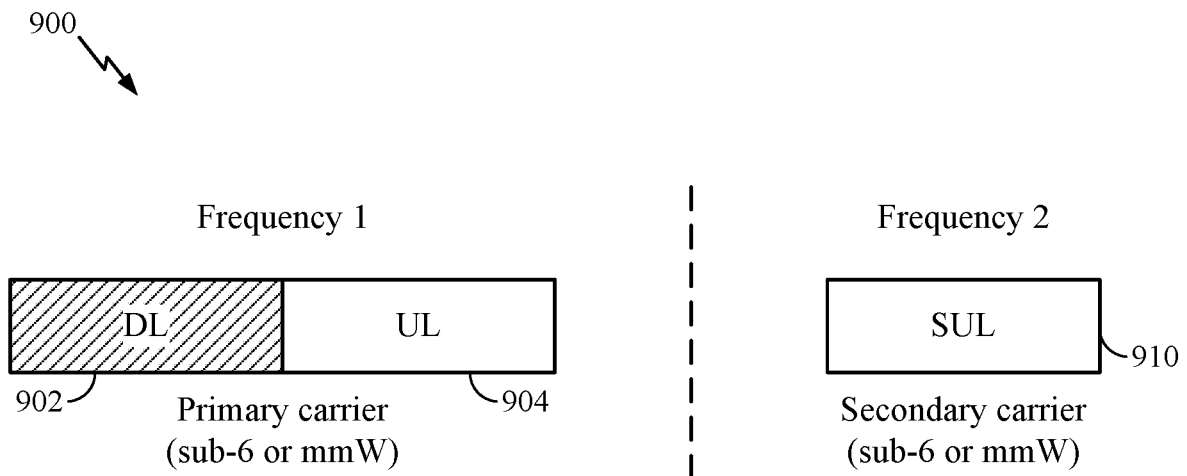 900
Frequency 1
Frequency 2
DL
UL
SUL
902
904
910
Primary carrier
(sub-6 or mmW)
Secondary carrier
(sub-6 or mmW)